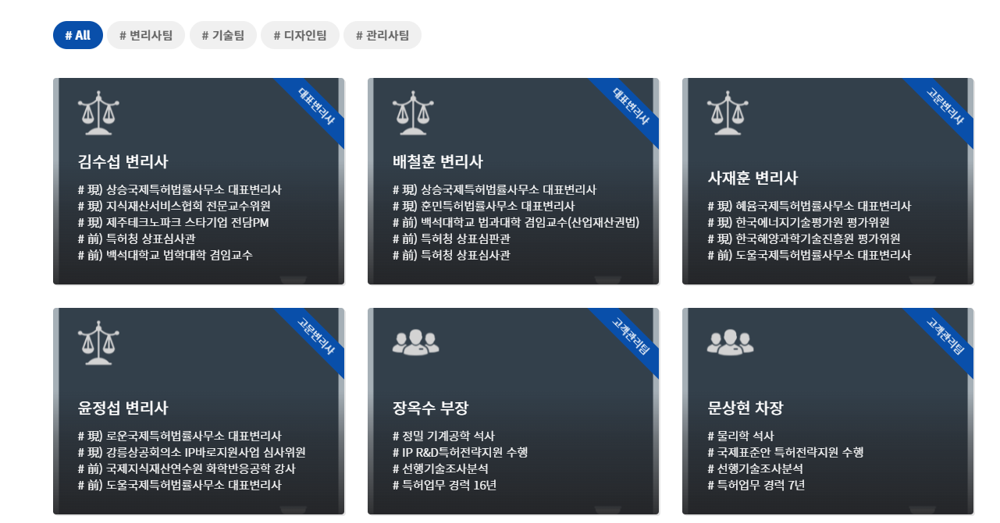 # All
# 변리사팀
# 기술팀
# 디자인팀
# 관리사팀
대표변리사
김수섭 변리사
# 現) 상승국제특허법률사무소 대표변리사
# 現) 지식재산서비스협회 전문교수위원
# 現) 제주테크노파크 스타기업 전담PM
# 前) 특허청 상표심사관
# 前) 백석대학교 법학대학 겸임교수
대표변리사
배철훈 변리사
# 現) 상승국제특허법률사무소 대표변리사
# 現) 훈민특허법률사무소 대표변리사
# 前) 백석대학교 법과대학 겸임교수(산업재산권법)
# 前) 특허청 상표심판관
# 前) 특허청 상표심사관
고문변리사
사재훈 변리사
# 現) 혜윰국제특허법률사무소 대표변리사
# 現) 한국에너지기술평가원 평가위원
# 現) 한국해양과학기술진흥원 평가위원
# 前) 도울국제특허법률사무소 대표변리사
고문변리사
윤정섭 변리사
# 現) 로운국제특허법률사무소 대표변리사
# 現) 강릉상공회의소 IP바로지원사업 심사위원
# 前) 국제지식재산연수원 화학반응공학 강사
# 前) 도울국제특허법률사무소 대표변리사
고객관리팀
장옥수 부장
# 정밀 기계공학 석사
# IP R&D특허전략지원 수행
# 선행기술조사분석
# 특허업무 경력 16년
고객관리팀
문상현 차장
# 물리학 석사
# 국제표준안 특허전략지원 수행
# 선행기술조사분석
# 특허업무 경력 7년